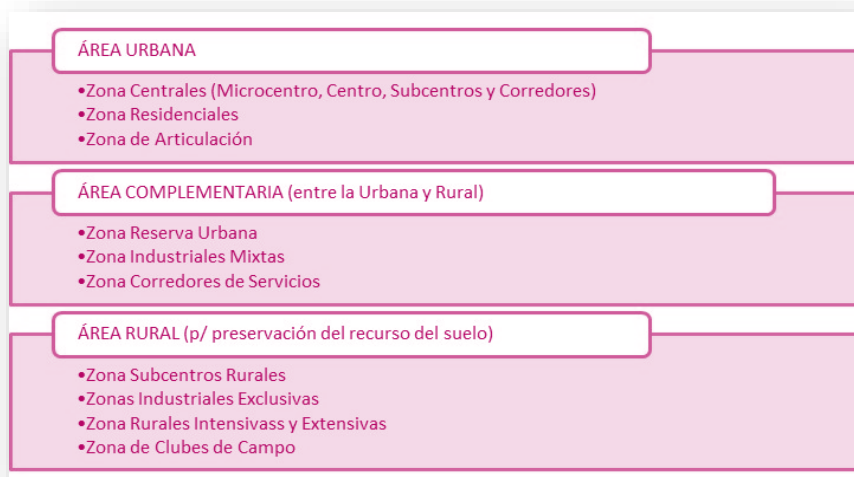 ÁREA URBANA
•Zona Centrales (Microcentro, Centro, Subcentros y Corredores)
•Zona Residenciales
•Zona de Articulación
ÁREA COMPLEMENTARIA (entre la Urbana y Rural)
•Zona Reserva Urbana
•Zona Industriales Mixtas
•Zona Corredores de Servicios
ÁREA RURAL (p/ preservación del recurso del suelo)
•Zona Subcentros Rurales
•Zonas Industriales Exclusivas
•Zona Rurales Intensivass y Extensivas
•Zona de Clubes de Campo